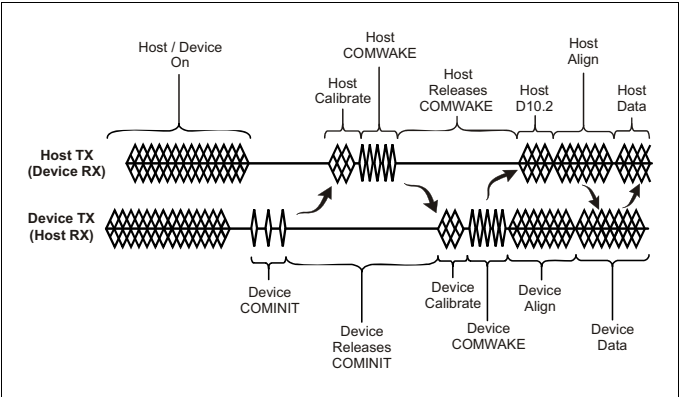 Host / Device
On
Host
Calibrate
Host
COMWAKE
Host
Releases
COMWAKE
Host
D10.2
Host
Align
Host
Data
Host TX
(Device RX)
Device TX
(Host RX)
Device
COMINIT
Device
Releases
COMINIT
Device
Calibrate
Device
COMWAKE
Device
Align
Device
Data